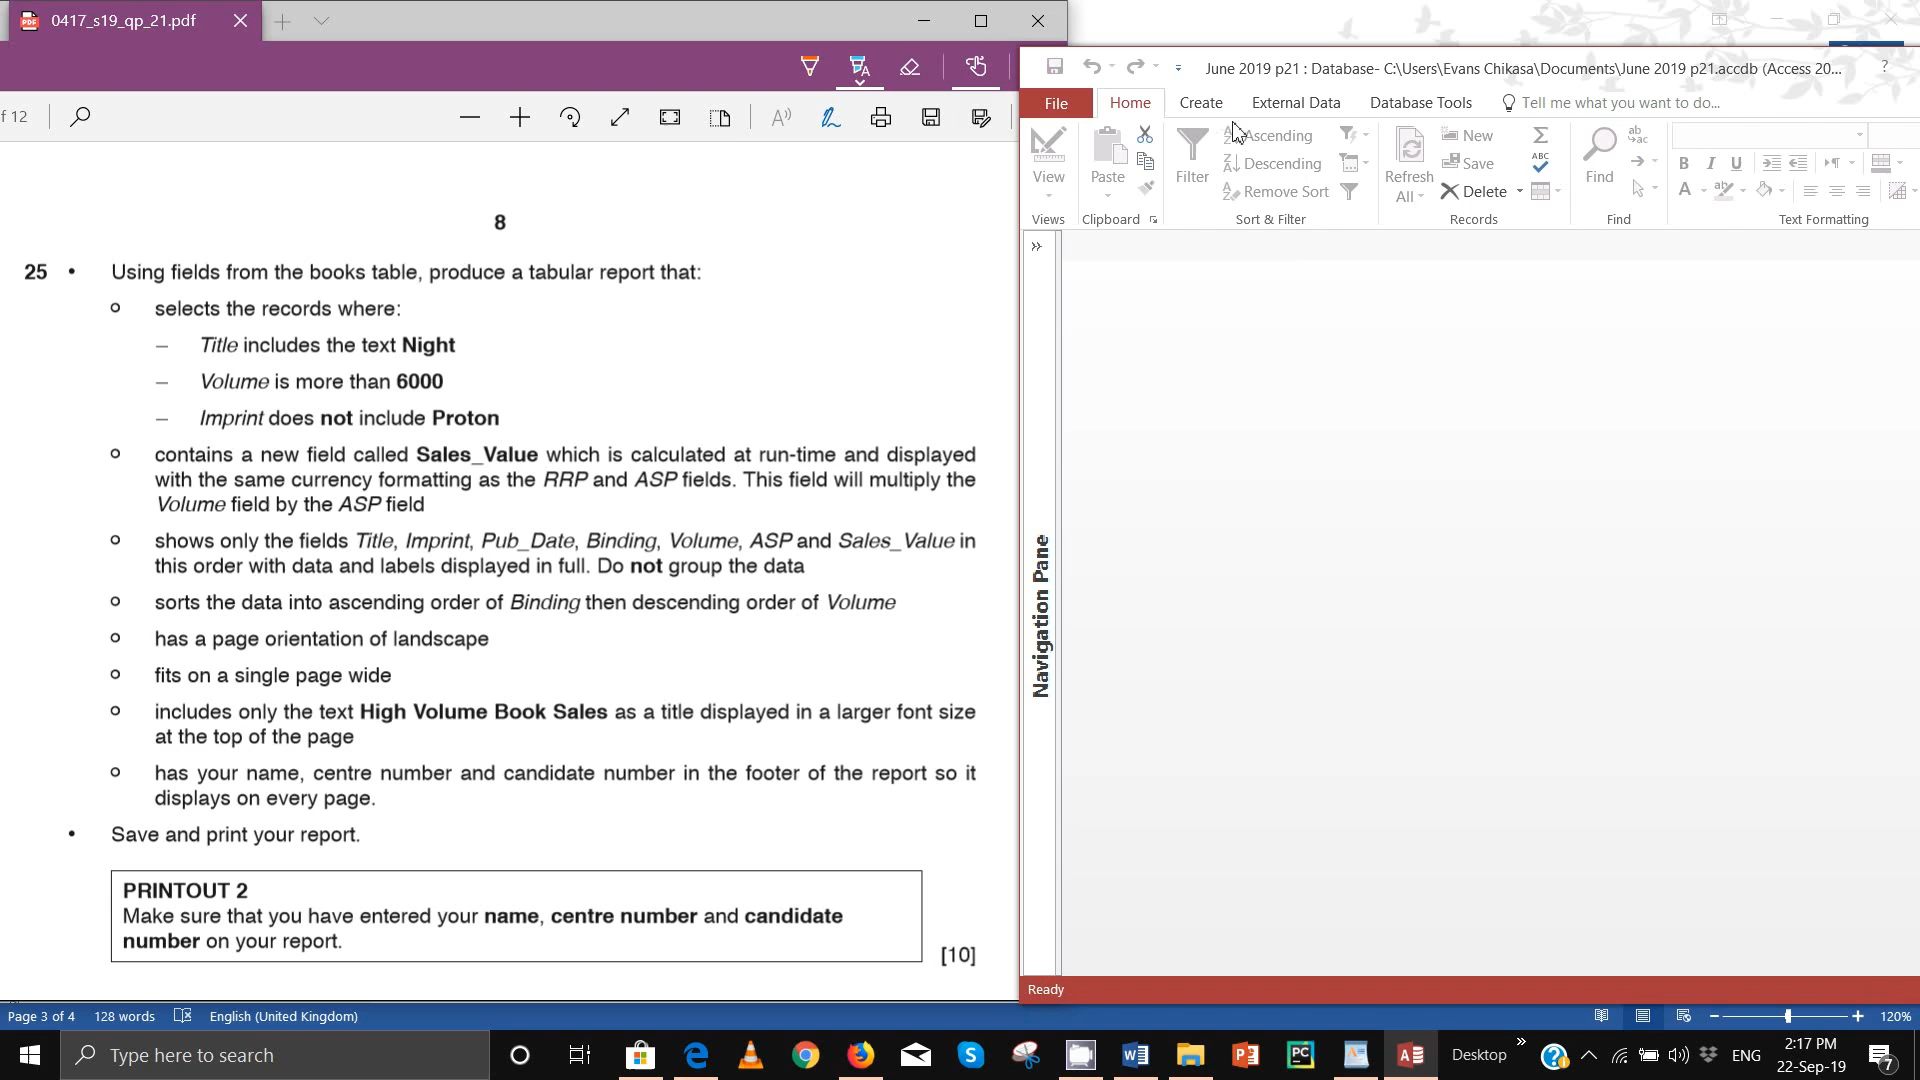 0417_s19_qp_21.pdf
June 2019 p21 : Database- C:\Users\Evans Chikasa\Documents\June 2019 p21.accdb (Access 20... ?
File Home Create External Data Database Tools Tell me what you want to do...
f 12
View
Paste
Filter
Ascending
Descending
Remove Sort
Refresh
All
New
Save
Delete
Find
Views Clipboard Sort & Filter Records Find Text Formatting
8
25 • Using fields from the books table, produce a tabular report that:
selects the records where:
– Title includes the text Night
– Volume is more than 6000
– Imprint does not include Proton
contains a new field called Sales_Value which is calculated at run-time and displayed
with the same currency formatting as the RRP and ASP fields. This field will multiply the
Volume field by the ASP field
shows only the fields Title, Imprint, Pub_Date, Binding, Volume, ASP and Sales_Value in
this order with data and labels displayed in full. Do not group the data
sorts the data into ascending order of Binding then descending order of Volume
has a page orientation of landscape
fits on a single page wide
includes only the text High Volume Book Sales as a title displayed in a larger font size
at the top of the page
has your name, centre number and candidate number in the footer of the report so it
displays on every page.
• Save and print your report.
PRINTOUT 2
Make sure that you have entered your name, centre number and candidate
number on your report.
[10]
Navigation Pane
Ready
Page 3 of 4 128 words English (United Kingdom) 120%
Type here to search
Desktop
ENG
2:17 PM
22-Sep-19
7